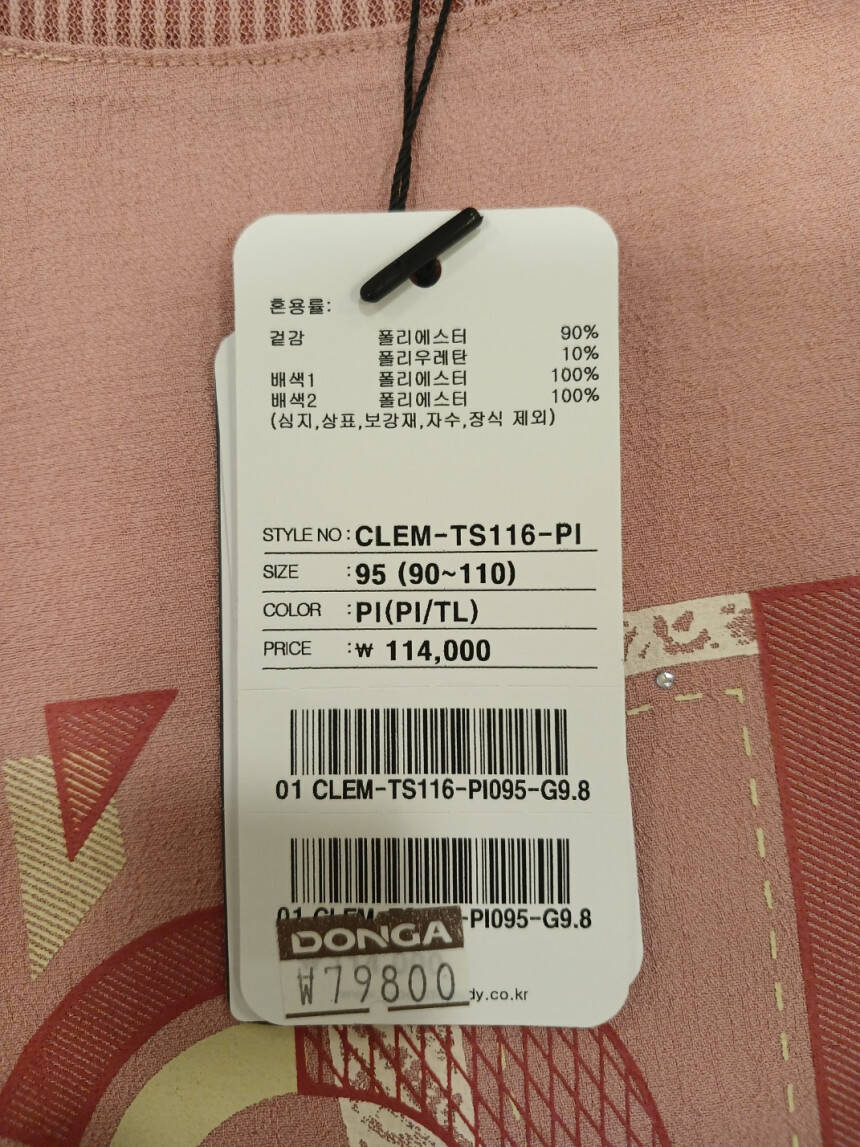 혼용률:
겉감 폴리에스터 90%
폴리우레탄 10%
배색1 폴리에스터 100%
배색2 폴리에스터 100%
(심지,상표,보강재,자수,장식 제외)
STYLE NO : CLEM-TS116-PI
SIZE : 95 (90~110)
COLOR : PI(PI/TL)
PRICE : ₩ 114,000
01 CLEM-TS116-PI095-G9.8
01 -PI095-G9.8
DONGA
₩79800
dy.co.kr